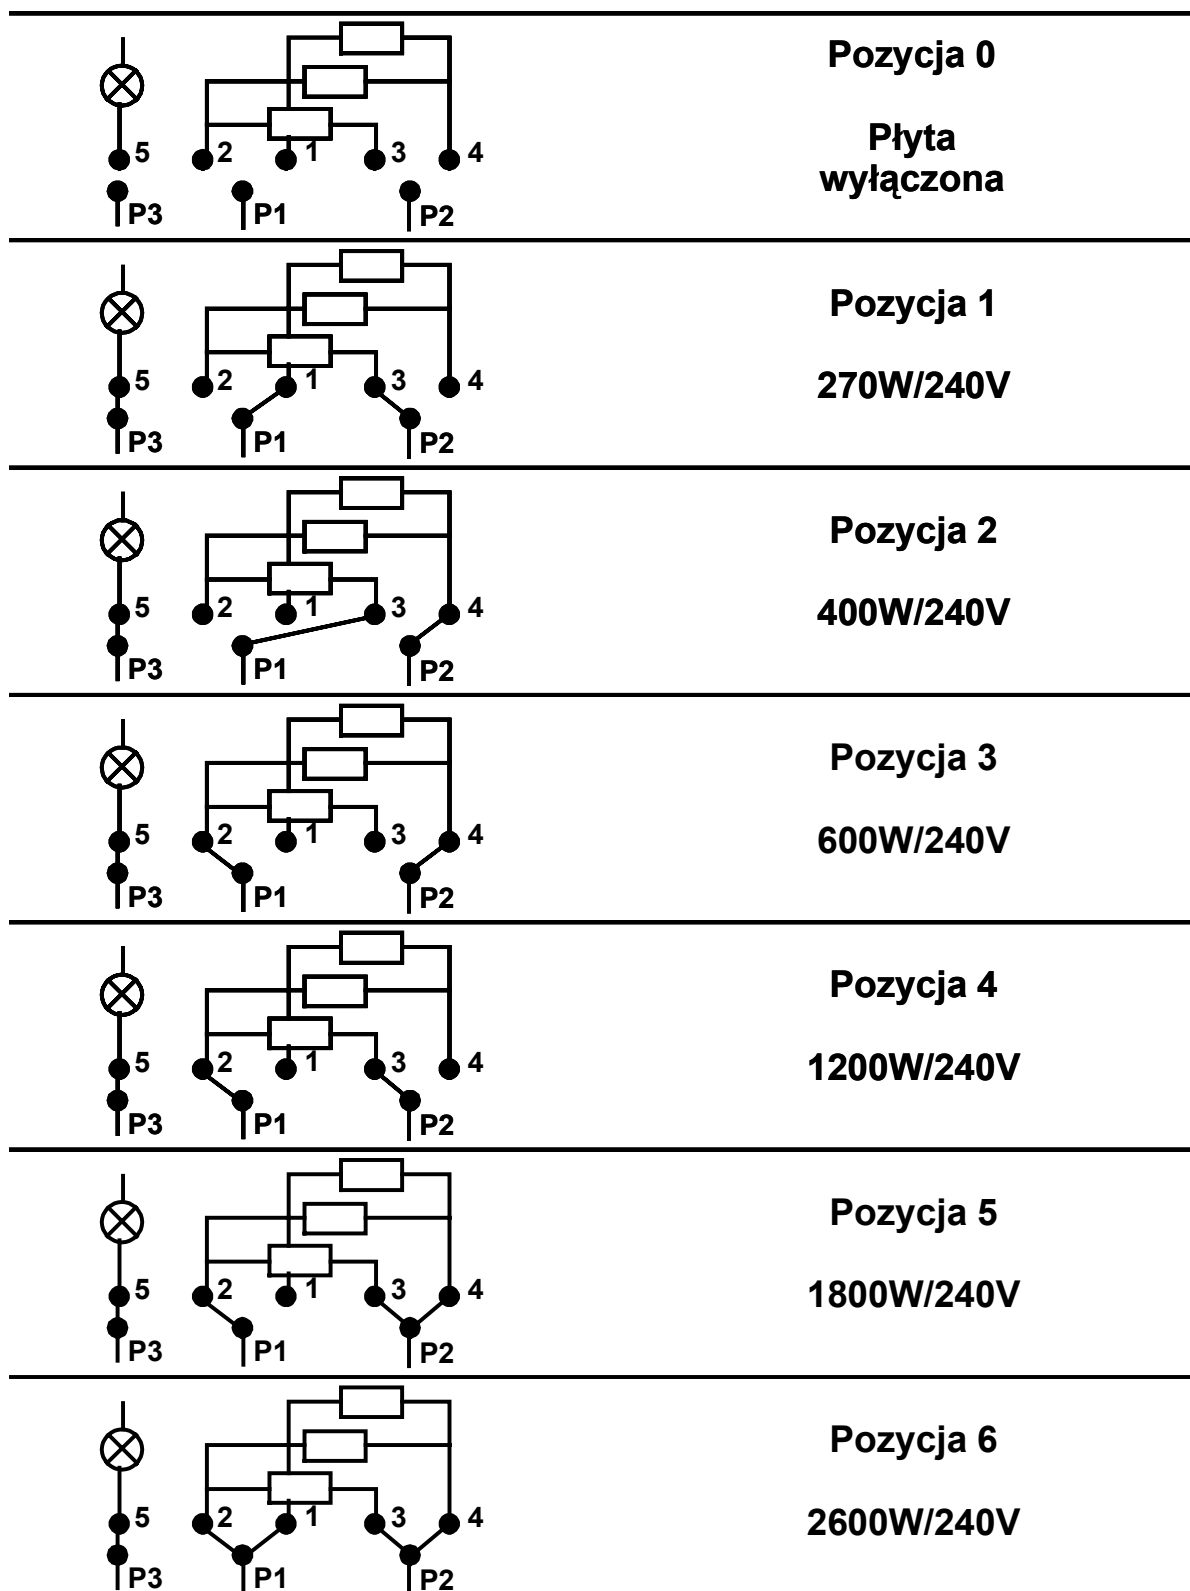 Pozycja 0
Płyta
wyłączona
5 2 1 3 4
P3 P1 P2
Pozycja 1
270W/240V
5 2 1 3 4
P3 P1 P2
Pozycja 2
400W/240V
5 2 1 3 4
P3 P1 P2
Pozycja 3
600W/240V
5 2 1 3 4
P3 P1 P2
Pozycja 4
1200W/240V
5 2 1 3 4
P3 P1 P2
Pozycja 5
1800W/240V
5 2 1 3 4
P3 P1 P2
Pozycja 6
2600W/240V
5 2 1 3 4
P3 P1 P2